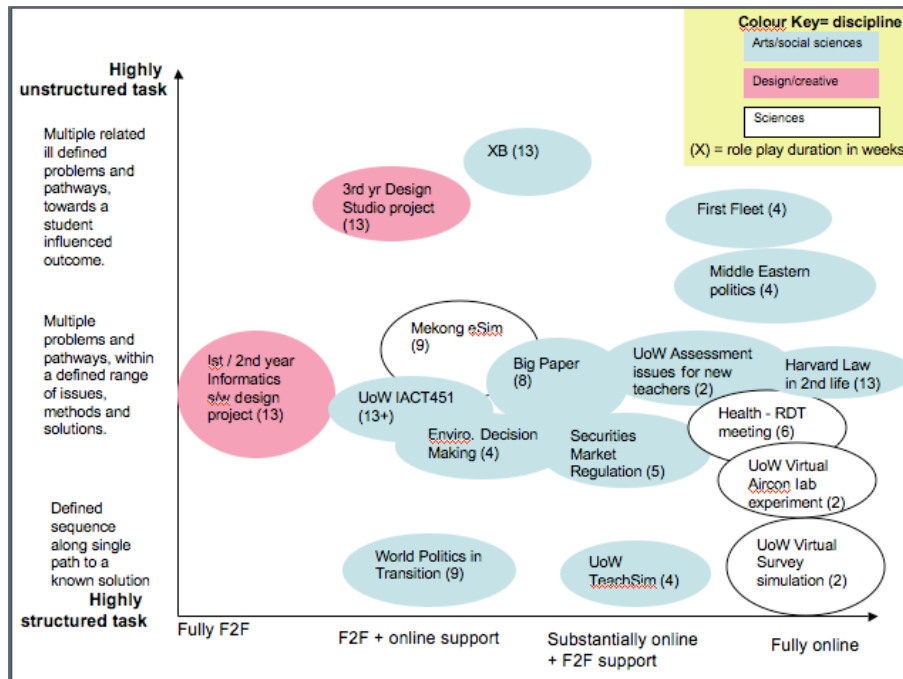 Colour Key= discipline
Arts/social sciences
Design/creative
Sciences
(X) = role play duration in weeks
Highly
unstructured task
Multiple related
ill defined
problems and
pathways,
towards a
student
influenced
outcome.
Multiple
problems and
pathways, within
a defined range
of issues,
methods and
solutions.
Defined
sequence
along single
path to a
known solution
Highly
structured task
XB (13)
3rd yr Design
Studio project
(13)
First Fleet (4)
Middle Eastern
politics (4)
Mekong eSim
(9)
Ist / 2nd year
Informatics
s/w design
project (13)
Big Paper
(8)
UoW Assessment
issues for new
teachers (2)
Harvard Law
in 2nd life (13)
UoW IACT451
(13+)
Health - RDT
meeting (6)
Enviro. Decision
Making (4)
Securities
Market
Regulation (5)
UoW Virtual
Aircon lab
experiment (2)
World Politics in
Transition (9)
UoW
TeachSim (4)
UoW Virtual
Survey
simulation (2)
Fully F2F
F2F + online support
Substantially online
+ F2F support
Fully online